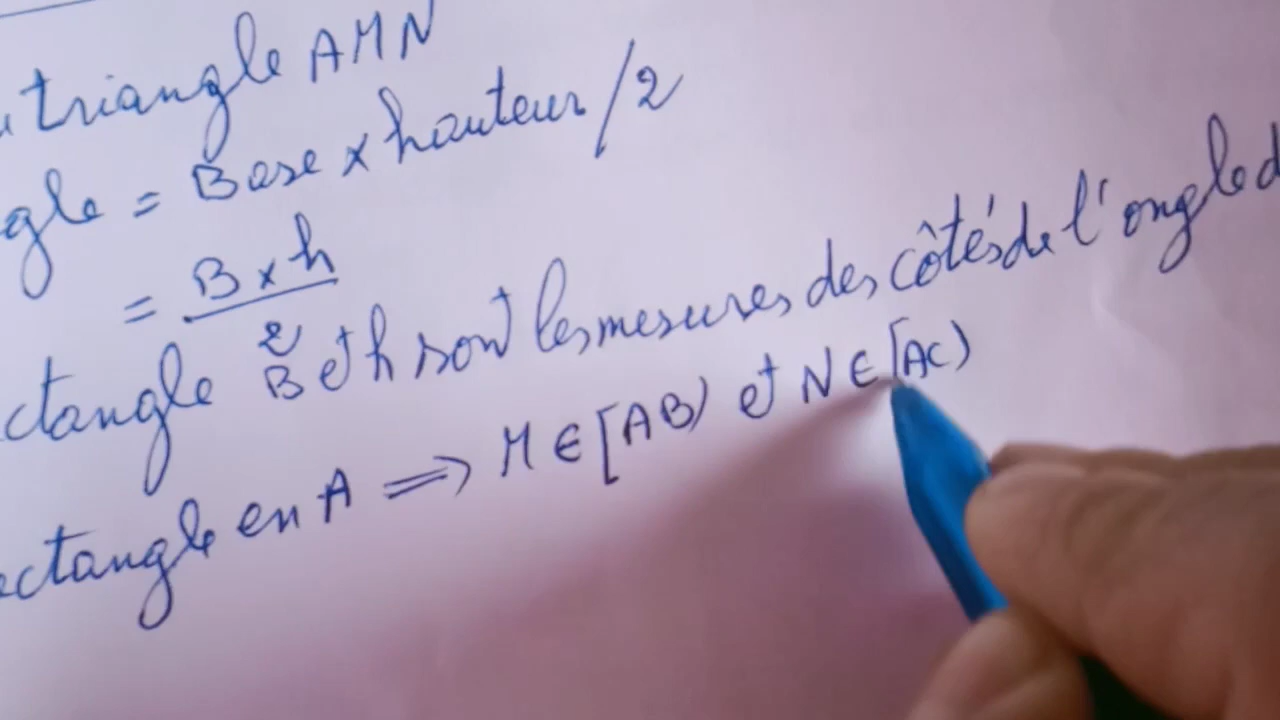 triangle AMN
gle = Base x hauteur / 2
= B x h
2
ctangle B et h sont les mesures des côtés de l'angle d
ectangle en A ⟹ M ∈ [AB) et N ∈ [AC)